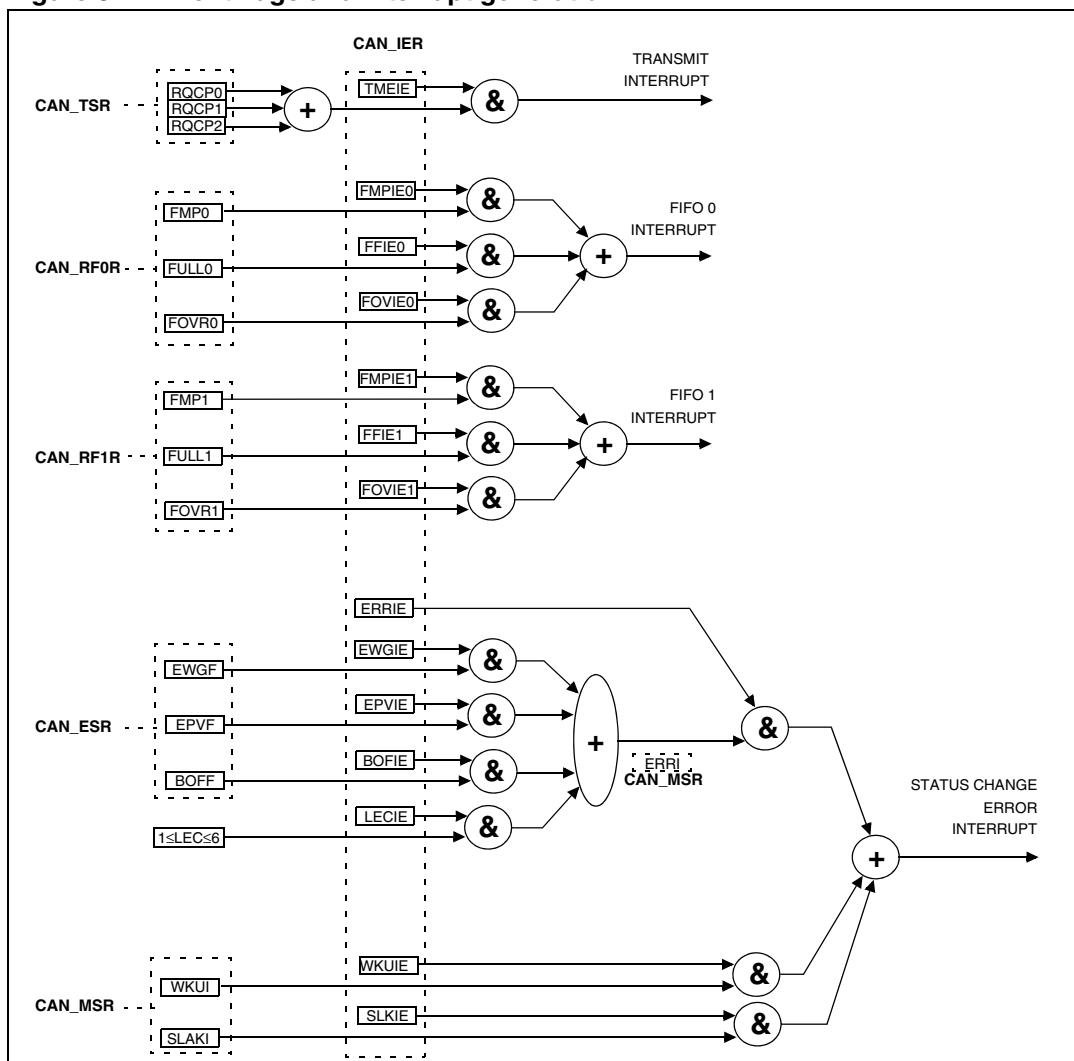 CAN_IER
TRANSMIT
INTERRUPT
CAN_TSR
RQCP0
RQCP1
RQCP2
+
TMEIE
&
FMPIE0
&
FMP0
FIFO 0
INTERRUPT
CAN_RF0R
FULL0
FFIE0
&
+
FOVIE0
&
FOVR0
FMPIE1
&
FMP1
FIFO 1
INTERRUPT
CAN_RF1R
FULL1
FFIE1
&
+
FOVIE1
&
FOVR1
ERRIE
EWGIE
&
EWGF
CAN_ESR
EPVF
EPVIE
&
+
&
ERRI
CAN_MSR
BOFIE
&
BOFF
LECIE
&
1≤LEC≤6
STATUS CHANGE
ERROR
INTERRUPT
+
WKUIE
&
WKUI
CAN_MSR
SLKIE
&
SLAKI